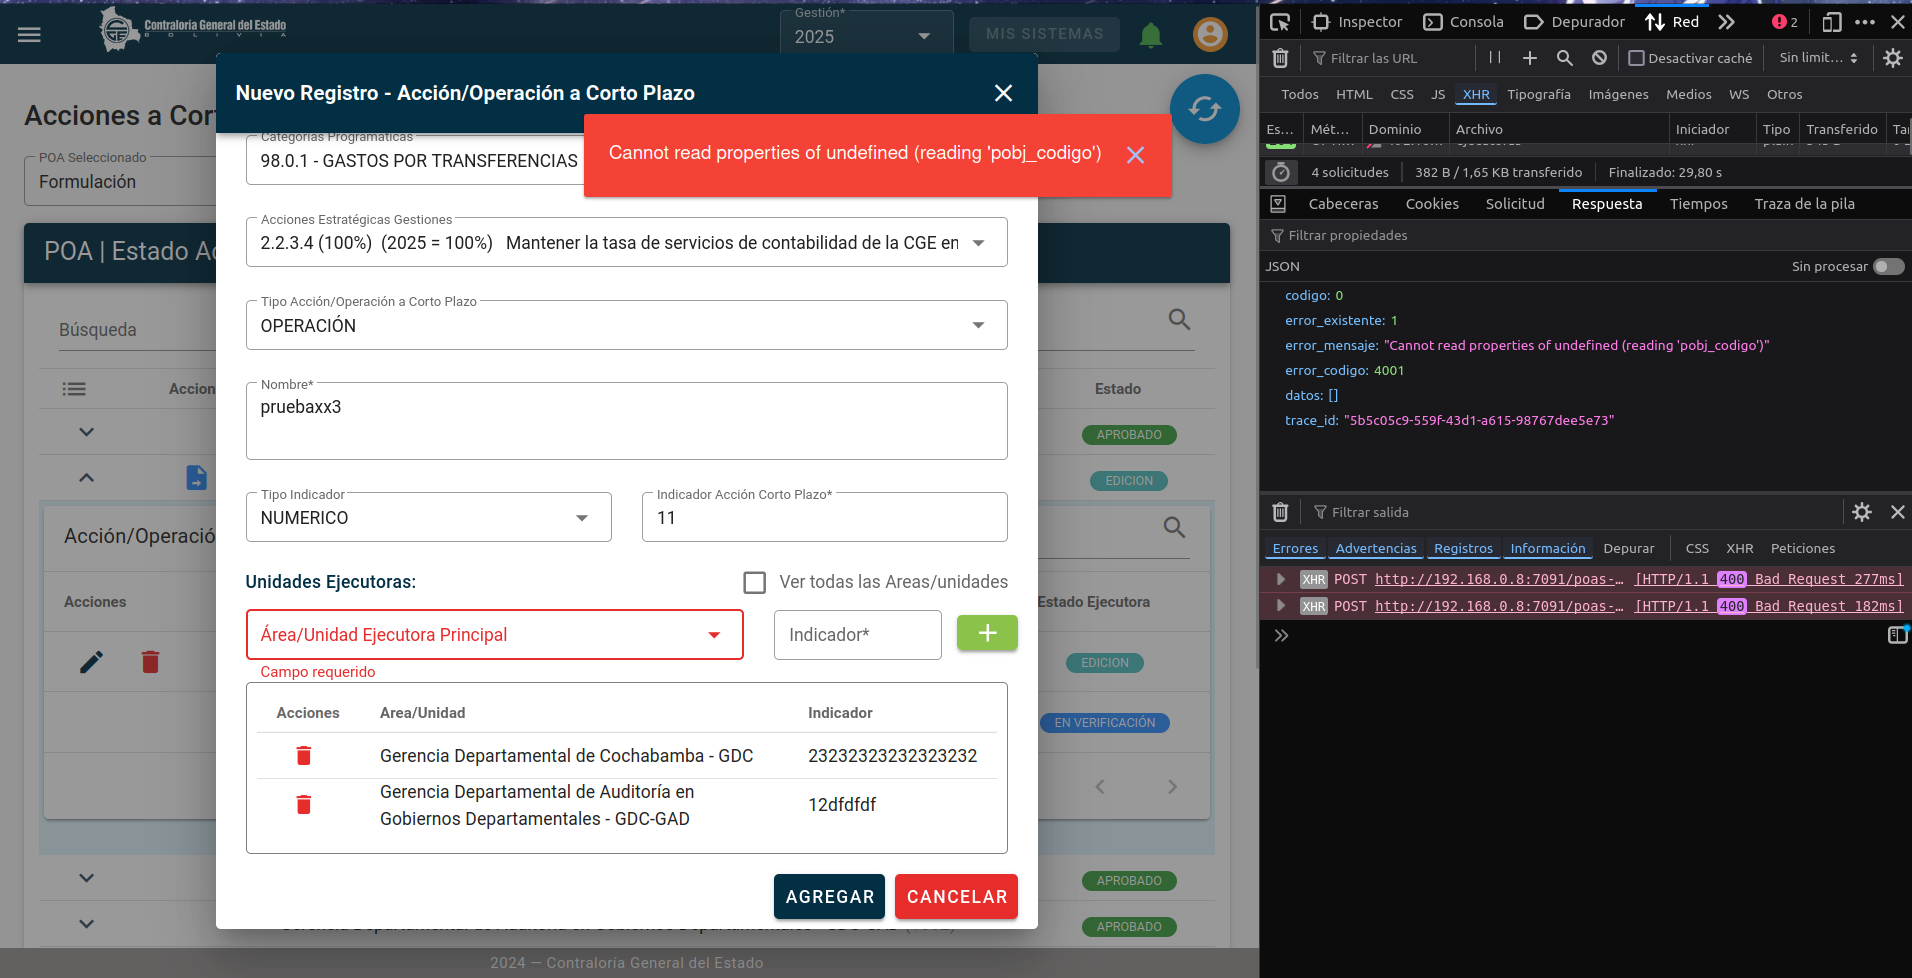 Contraloría General del Estado
BOLIVIA
Gestión*
2025
MIS SISTEMAS
Nuevo Registro - Acción/Operación a Corto Plazo
Acciones a Cor
POA Seleccionado
Formulación
POA | Estado Ac
Búsqueda
Accion
Estado
APROBADO
EDICION
Acción/Operació
Acciones
Estado Ejecutora
EDICION
EN VERIFICACIÓN
APROBADO
APROBADO
Categorías Programáticas
98.0.1 - GASTOS POR TRANSFERENCIAS
Cannot read properties of undefined (reading 'pobj_codigo')
Acciones Estratégicas Gestiones
2.2.3.4 (100%) (2025 = 100%) Mantener la tasa de servicios de contabilidad de la CGE en
Tipo Acción/Operación a Corto Plazo
OPERACIÓN
Nombre*
pruebaxx3
Tipo Indicador
NUMERICO
Indicador Acción Corto Plazo*
11
Unidades Ejecutoras:
Ver todas las Areas/unidades
Área/Unidad Ejecutora Principal
Indicador*
Campo requerido
Acciones Area/Unidad Indicador
Gerencia Departamental de Cochabamba - GDC 23232323232323232
Gerencia Departamental de Auditoría en
Gobiernos Departamentales - GDC-GAD
12dfdfdf
AGREGAR CANCELAR
2024 — Contraloría General del Estado
Inspector Consola Depurador Red 2
Filtrar las URL Desactivar caché Sin limit...
Todos HTML CSS JS XHR Tipografía Imágenes Medios WS Otros
Es... Mét... Dominio Archivo Iniciador Tipo Transferido Tar
4 solicitudes 382 B / 1,65 KB transferido Finalizado: 29,80 s
Cabeceras Cookies Solicitud Respuesta Tiempos Traza de la pila
Filtrar propiedades
JSON Sin procesar
codigo: 0
error_existente: 1
error_mensaje: "Cannot read properties of undefined (reading 'pobj_codigo')"
error_codigo: 4001
datos: []
trace_id: "5b5c05c9-559f-43d1-a615-98767dee5e73"
Filtrar salida
Errores Advertencias Registros Información Depurar CSS XHR Peticiones
XHR POST http://192.168.0.8:7091/poas-… [HTTP/1.1 400 Bad Request 277ms]
XHR POST http://192.168.0.8:7091/poas-… [HTTP/1.1 400 Bad Request 182ms]